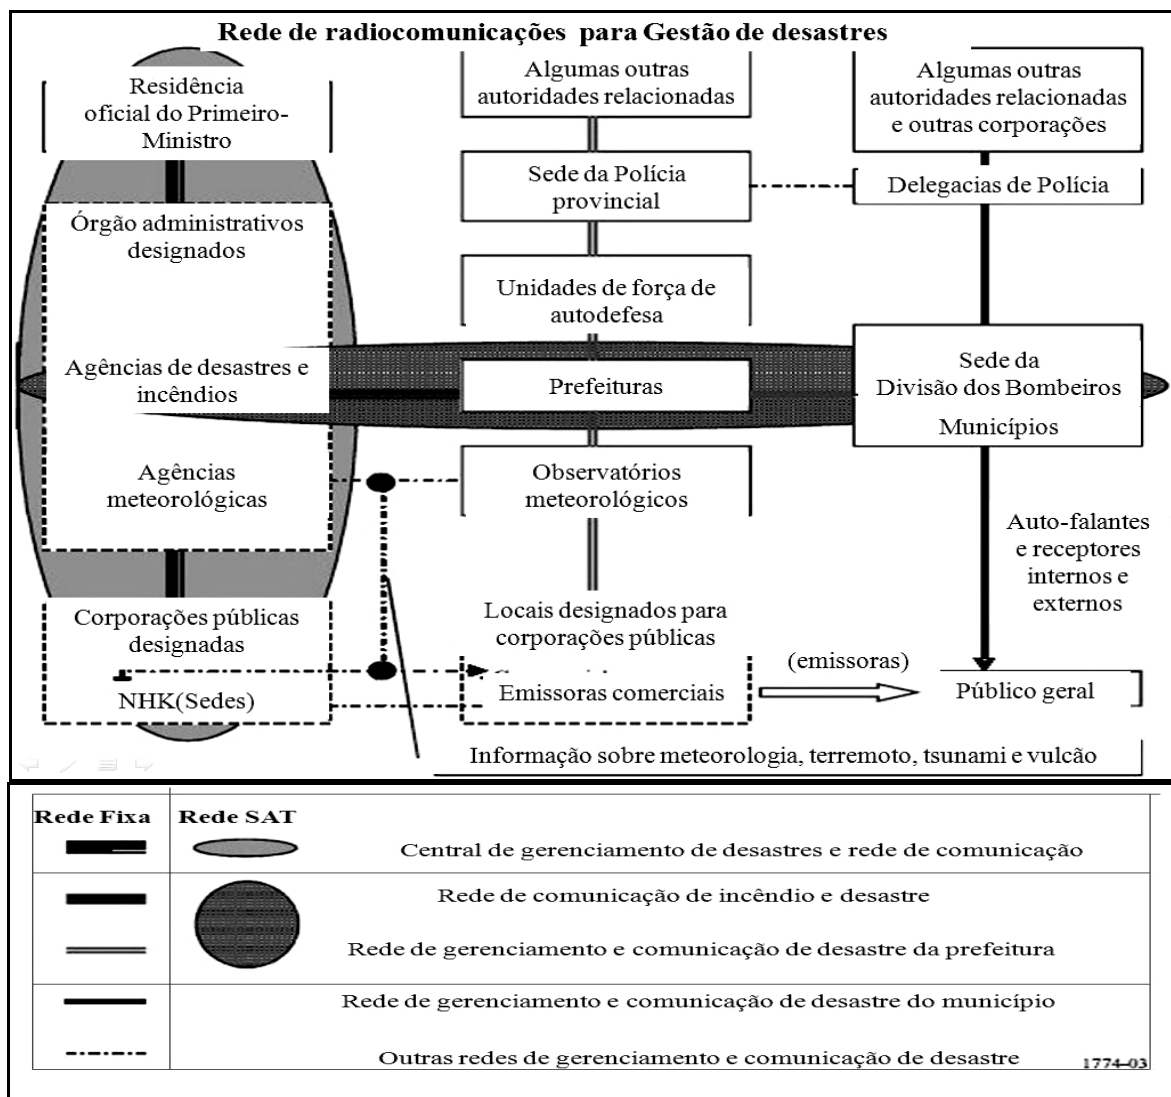 Rede de radiocomunicações para Gestão de desastres
Residência
oficial do Primeiro-
Ministro
Órgão administrativos
designados
Agências de desastres e
incêndios
Agências
meteorológicas
Corporações públicas
designadas
NHK(Sedes)
Algumas outras
autoridades relacionadas
Sede da Polícia
provincial
Unidades de força de
autodefesa
Prefeituras
Observatórios
meteorológicos
Locais designados para
corporações públicas
Emissoras comerciais
Algumas outras
autoridades relacionadas
e outras corporações
Delegacias de Polícia
Sede da
Divisão dos Bombeiros
Municípios
Auto-falantes
e receptores
internos e
externos
(emissoras)
Público geral
Informação sobre meteorologia, terremoto, tsunami e vulcão
Rede Fixa
Rede SAT
Central de gerenciamento de desastres e rede de comunicação
Rede de comunicação de incêndio e desastre
Rede de gerenciamento e comunicação de desastre da prefeitura
Rede de gerenciamento e comunicação de desastre do município
Outras redes de gerenciamento e comunicação de desastre
1774-03